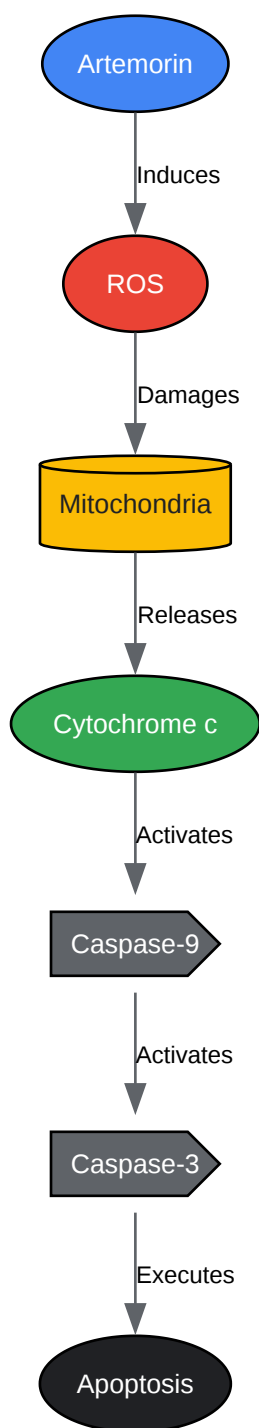 Artemorin
Induces
ROS
Damages
Mitochondria
Releases
Cytochrome c
Activates
Caspase-9
Activates
Caspase-3
Executes
Apoptosis